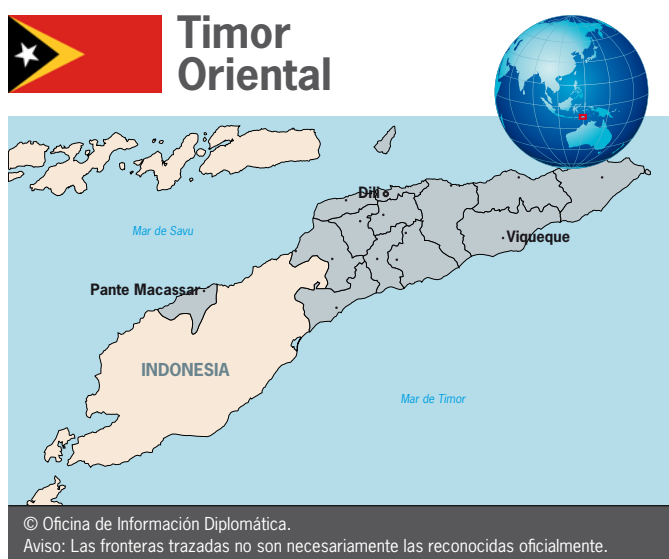 Timor
Oriental
Dili
Mar de Savu
Viqueque
Pante Macassar
INDONESIA
Mar de Timor
© Oficina de Información Diplomática.
Aviso: Las fronteras trazadas no son necesariamente las reconocidas oficialmente.